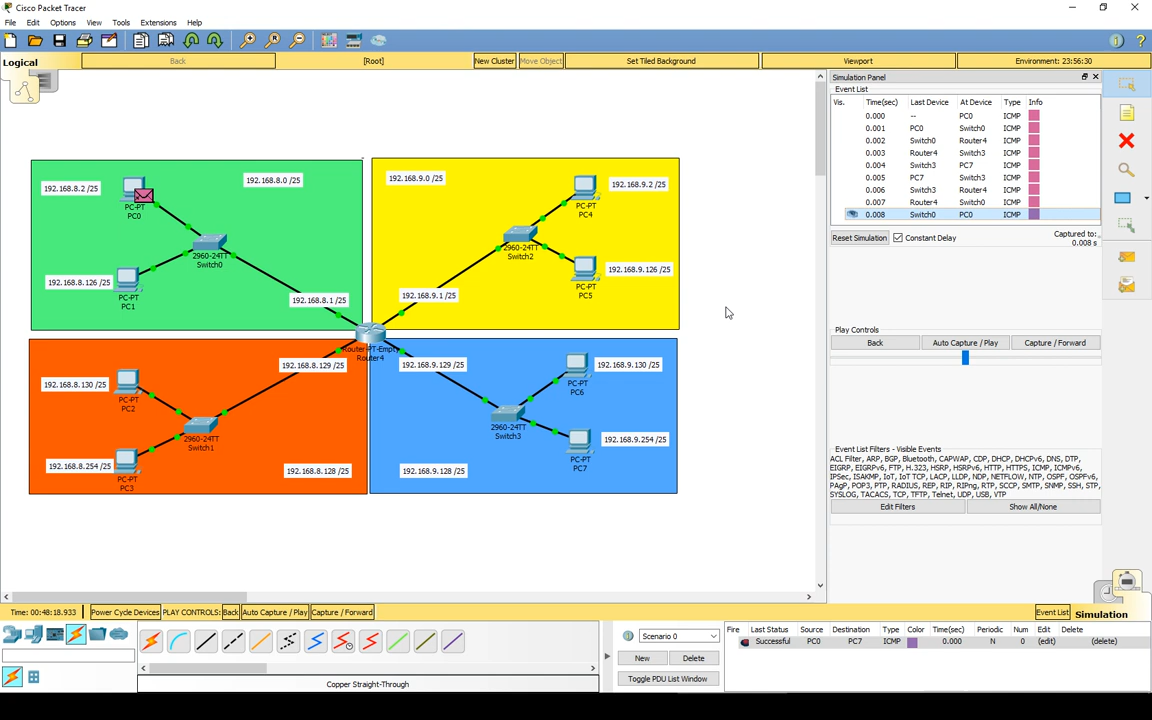 Cisco Packet Tracer
File Edit Options View Tools Extensions Help
Logical Back [Root] New Cluster Move Object Set Tiled Background Viewport Environment: 23:56:30
Simulation Panel
Event List
Vis. Time(sec) Last Device At Device Type Info
0.000 -- PC0 ICMP
0.001 PC0 Switch0 ICMP
0.002 Switch0 Router4 ICMP
0.003 Router4 Switch3 ICMP
0.004 Switch3 PC7 ICMP
0.005 PC7 Switch3 ICMP
0.006 Switch3 Router4 ICMP
0.007 Router4 Switch0 ICMP
0.008 Switch0 PC0 ICMP
Reset Simulation Constant Delay Captured to:
0.008 s
Play Controls
Back Auto Capture / Play Capture / Forward
Event List Filters - Visible Events
ACL Filter, ARP, BGP, Bluetooth, CAPWAP, CDP, DHCP, DHCPv6, DNS, DTP,
EIGRP, EIGRPv6, FTP, H.323, HSRP, HSRPv6, HTTP, HTTPS, ICMP, ICMPv6,
IPSec, ISAKMP, IoT, IoT TCP, LACP, LLDP, NDP, NETFLOW, NTP, OSPF, OSPFv6,
PAgP, POP3, PTP, RADIUS, REP, RIP, RIPng, RTP, SCCP, SMTP, SNMP, SSH, STP,
SYSLOG, TACACS, TCP, TFTP, Telnet, UDP, USB, VTP
Edit Filters Show All/None
192.168.8.2 /25
192.168.8.0 /25
PC-PT
PC0
2960-24TT
Switch0
192.168.8.126 /25
PC-PT
PC1
192.168.8.1 /25
192.168.9.0 /25
192.168.9.2 /25
PC-PT
PC4
2960-24TT
Switch2
192.168.9.126 /25
PC-PT
PC5
192.168.9.1 /25
Router-PT-Empty
Router4
192.168.8.129 /25
192.168.8.130 /25
PC-PT
PC2
2960-24TT
Switch1
192.168.8.254 /25
PC-PT
PC3
192.168.8.128 /25
192.168.9.129 /25
192.168.9.130 /25
PC-PT
PC6
2960-24TT
Switch3
192.168.9.254 /25
PC-PT
PC7
192.168.9.128 /25
Time: 00:48:18.933 Power Cycle Devices PLAY CONTROLS: Back Auto Capture / Play Capture / Forward Event List Simulation
Copper Straight-Through
Scenario 0
New Delete
Toggle PDU List Window
Fire Last Status Source Destination Type Color Time(sec) Periodic Num Edit Delete
Successful PC0 PC7 ICMP 0.000 N 0 (edit) (delete)